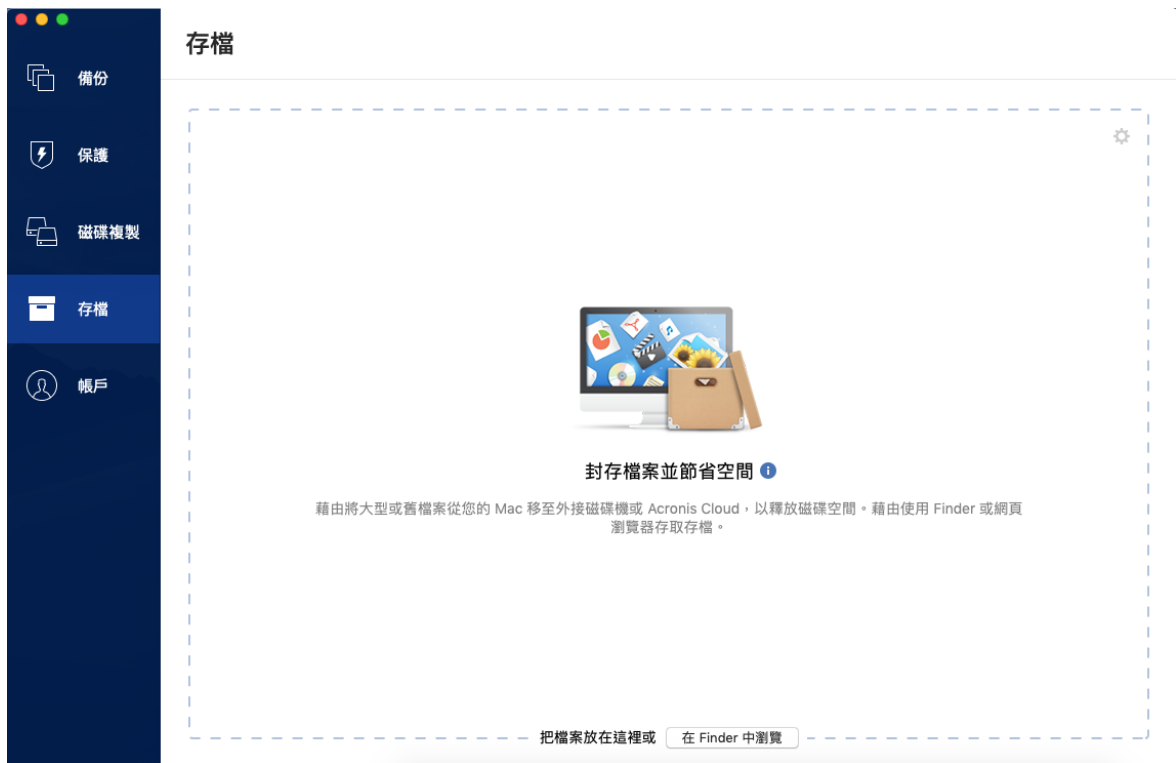 存檔
備份
保護
磁碟複製
存檔
帳戶
封存檔案並節省空間
藉由將大型或舊檔案從您的 Mac 移至外接磁碟機或 Acronis Cloud，以釋放磁碟空間。藉由使用 Finder 或網頁
瀏覽器存取存檔。
把檔案放在這裡或 在 Finder 中瀏覽